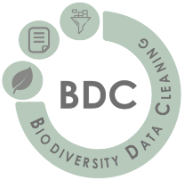 BDC
BIODIVERSITY DATA CLEANING